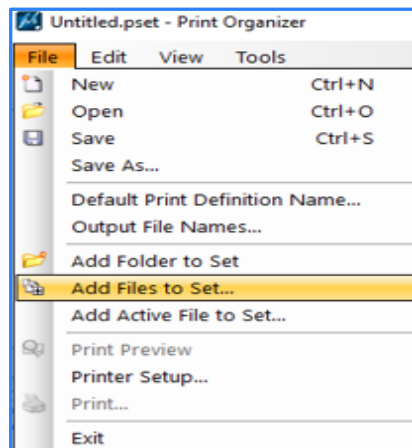 Untitled.pset - Print Organizer
File Edit View Tools
New Ctrl+N
Open Ctrl+O
Save Ctrl+S
Save As...
Default Print Definition Name...
Output File Names...
Add Folder to Set
Add Files to Set...
Add Active File to Set...
Print Preview
Printer Setup...
Print...
Exit